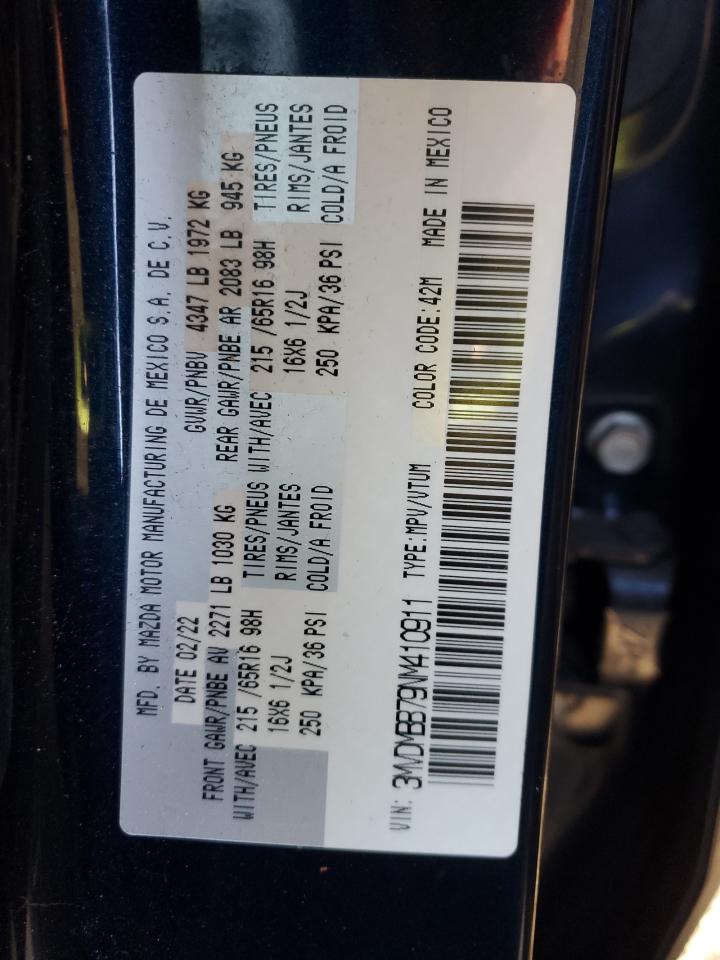 MFD. BY MAZDA MOTOR MANUFACTURING DE MEXICO S.A. DE C.V.
DATE 02/22 GVWR/PNBV 4347 LB 1972 KG
FRONT GAWR/PNBE AV 2271 LB 1030 KG REAR GAWR/PNBE AR 2083 LB 945 KG
WITH/AVEC 215 /65R16 98H TIRES/PNEUS WITH/AVEC 215 /65R16 98H TIRES/PNEUS
16X6 1/2J RIMS/JANTES 16X6 1/2J RIMS/JANTES
250 KPA/36 PSI COLD/A FROID 250 KPA/36 PSI COLD/A FROID
VIN: 3MVDMBB79NM410911 TYPE:MPV/VTUM COLOR CODE:42M MADE IN MEXICO